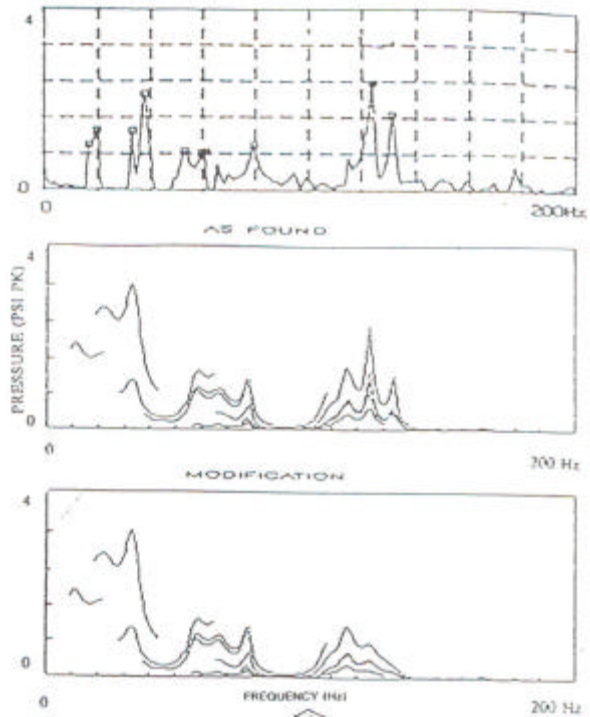 4
0
0
200Hz
AS FOUND
PRESSURE (PSI PK)
4
0
0
200 Hz
MODIFICATION
4
0
0
FREQUENCY (Hz)
200 Hz